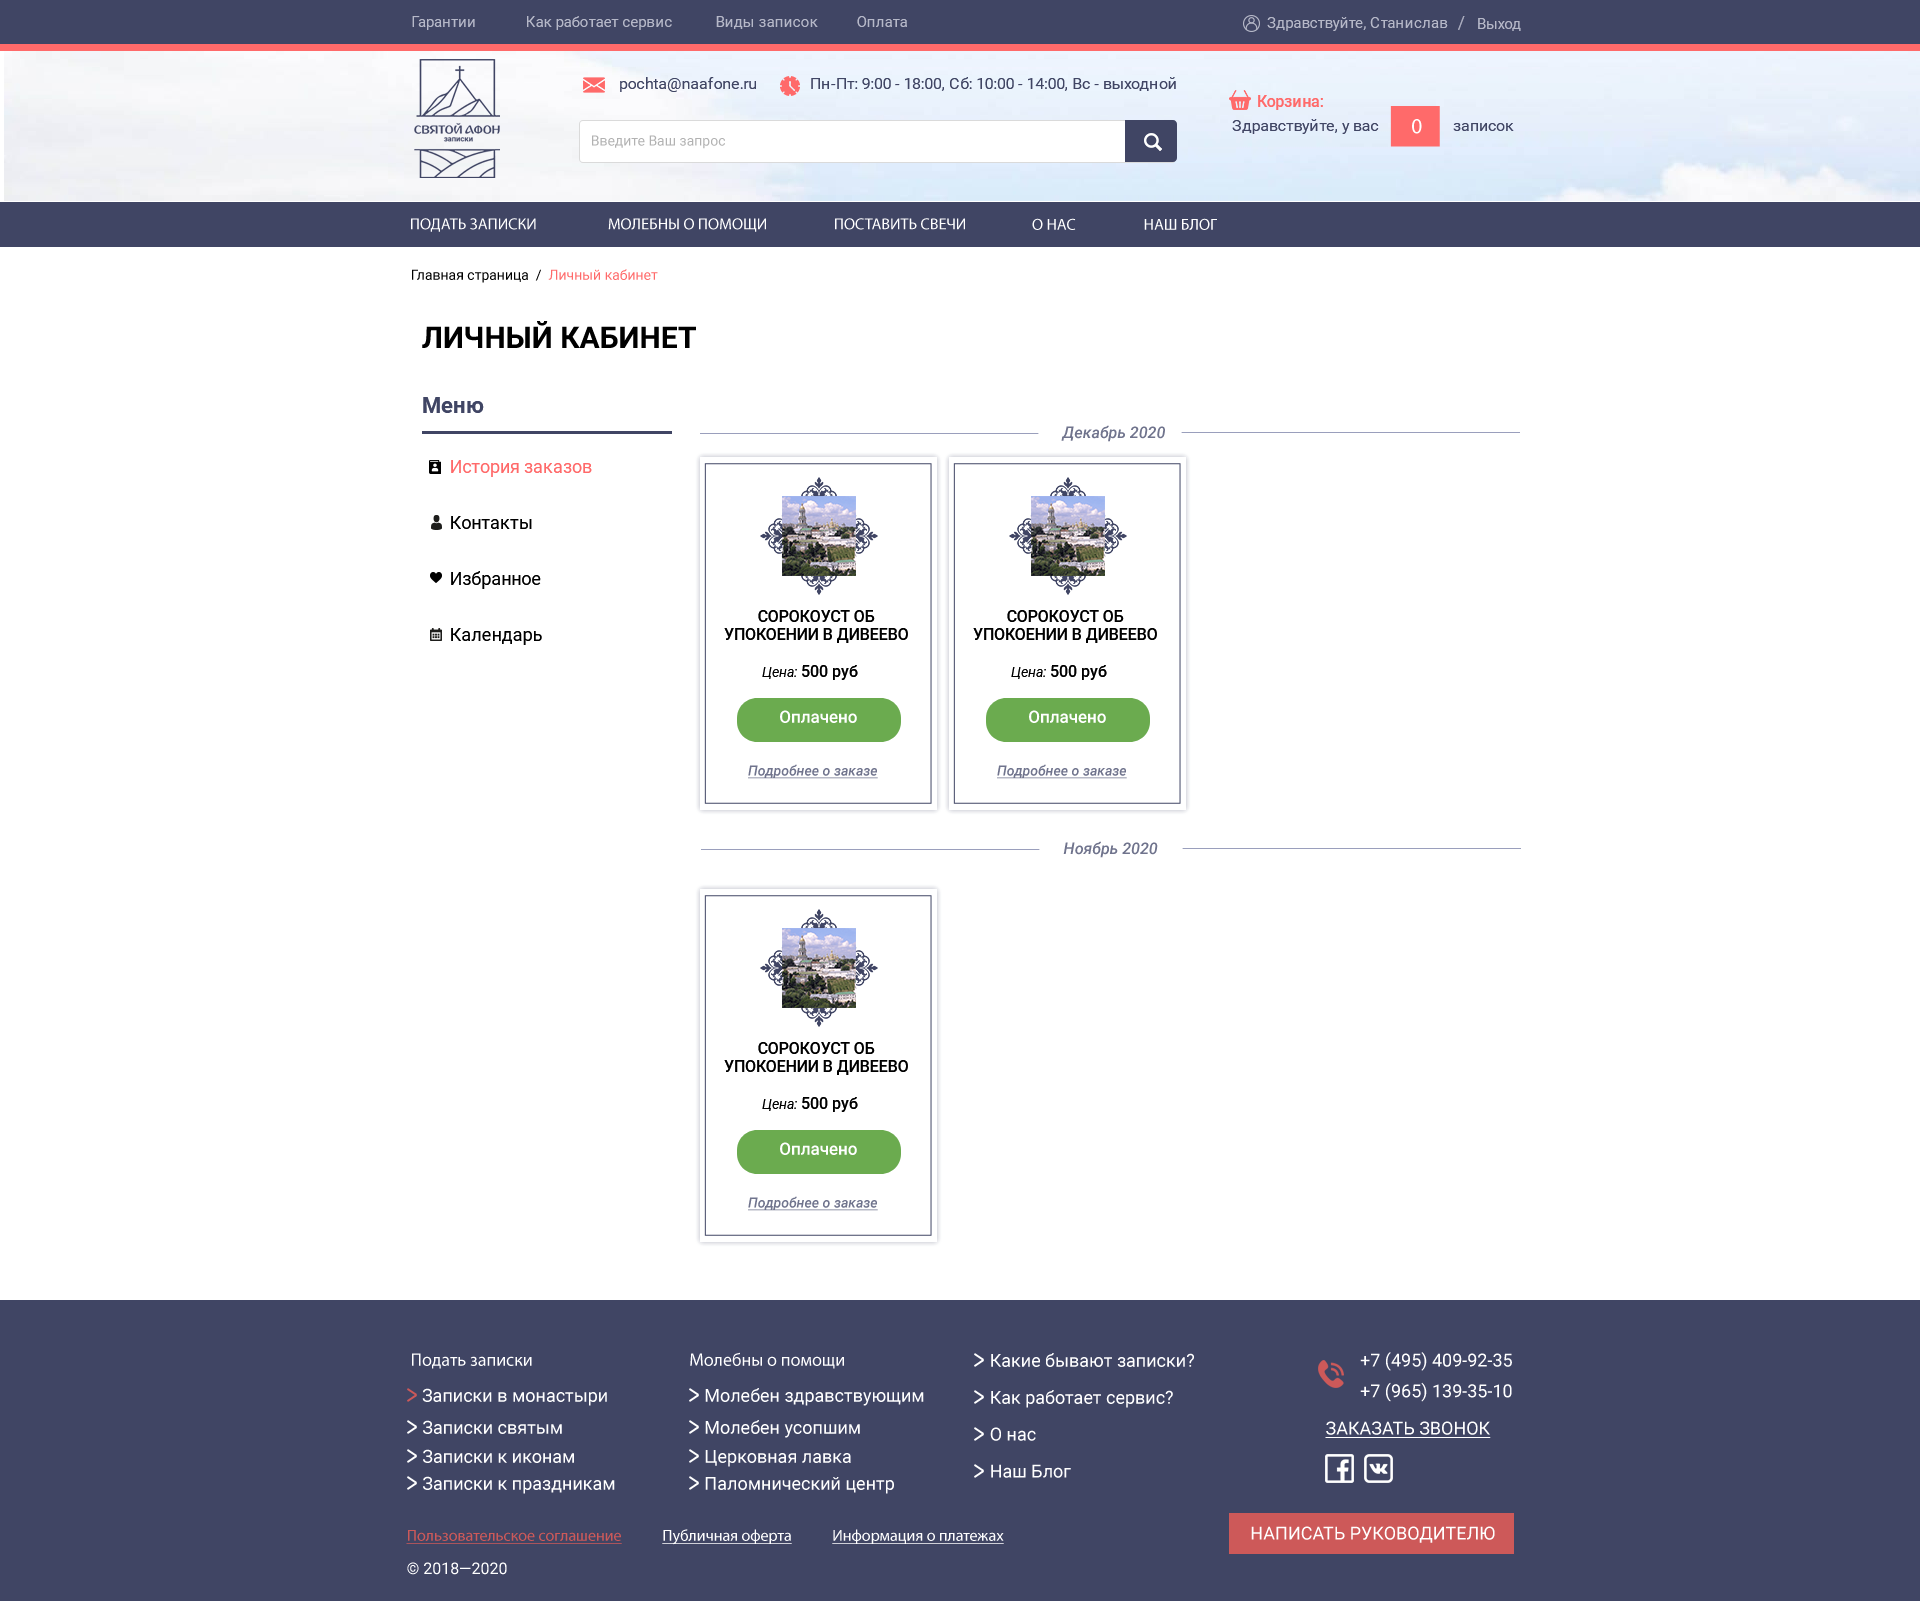 Гарантии Как работает сервис Виды записок Оплата Здравствуйте, Станислав / Выход
pochta@naafone.ru Пн-Пт: 9:00 - 18:00, Сб: 10:00 - 14:00, Вс - выходной
Корзина:
Здравствуйте, у вас 0 записок
СВЯТОЙ АФОН
записки
Введите Ваш запрос
ПОДАТЬ ЗАПИСКИ МОЛЕБНЫ О ПОМОЩИ ПОСТАВИТЬ СВЕЧИ О НАС НАШ БЛОГ
Главная страница / Личный кабинет
ЛИЧНЫЙ КАБИНЕТ
Меню
История заказов
Контакты
Избранное
Календарь
Декабрь 2020
СОРОКОУСТ ОБ
УПОКОЕНИИ В ДИВЕЕВО
Цена: 500 руб
Оплачено
Подробнее о заказе
СОРОКОУСТ ОБ
УПОКОЕНИИ В ДИВЕЕВО
Цена: 500 руб
Оплачено
Подробнее о заказе
Ноябрь 2020
СОРОКОУСТ ОБ
УПОКОЕНИИ В ДИВЕЕВО
Цена: 500 руб
Оплачено
Подробнее о заказе
Подать записки
Записки в монастыри
Записки святым
Записки к иконам
Записки к праздникам
Молебны о помощи
Молебен здравствующим
Молебен усопшим
Церковная лавка
Паломнический центр
Какие бывают записки?
Как работает сервис?
О нас
Наш Блог
+7 (495) 409-92-35
+7 (965) 139-35-10
ЗАКАЗАТЬ ЗВОНОК
НАПИСАТЬ РУКОВОДИТЕЛЮ
Пользовательское соглашение Публичная оферта Информация о платежах
© 2018—2020